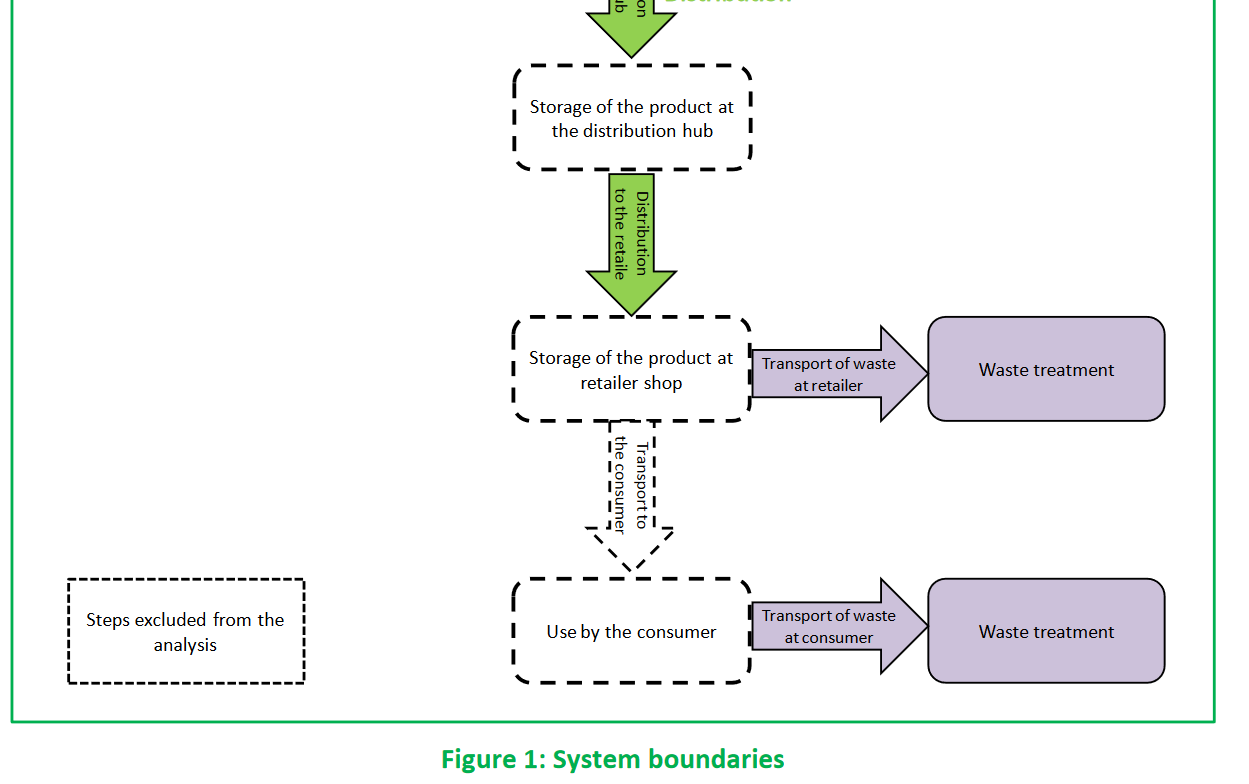 Distribution
Storage of the product at
the distribution hub
Distribution
to the retaile
Storage of the product at
retailer shop
Transport of waste
at retailer
Waste treatment
Transport to
the consumer
Steps excluded from the
analysis
Use by the consumer
Transport of waste
at consumer
Waste treatment
Figure 1: System boundaries